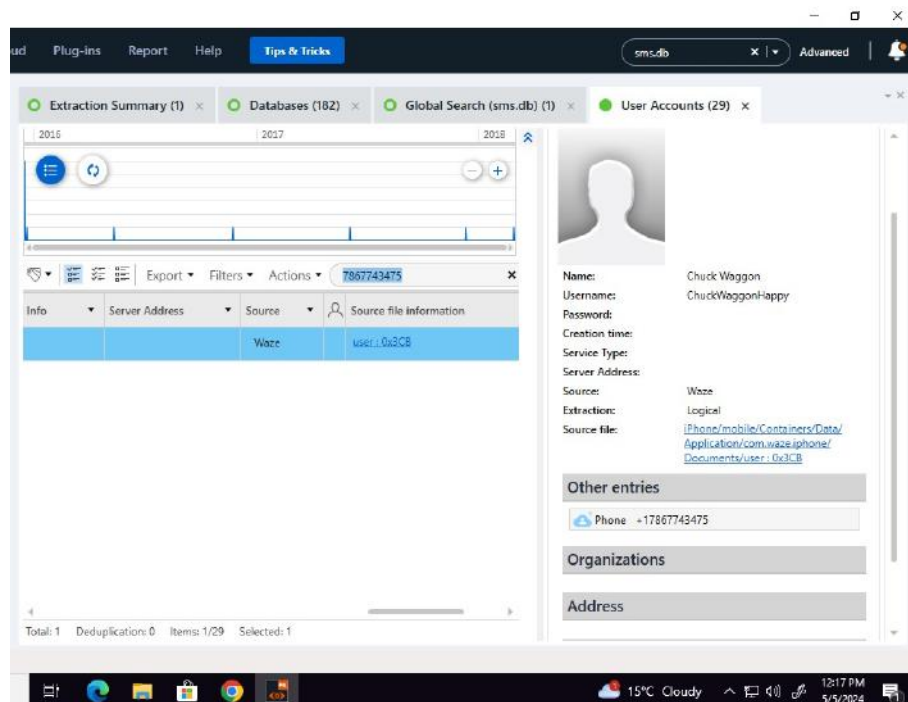 ud Plug-ins Report Help Tips & Tricks sms.db Advanced
Extraction Summary (1) Databases (182) Global Search (sms.db) (1) User Accounts (29)
2016 2017 2018
Export Filters Actions 7867743475
Info Server Address Source Source file information
Waze user : 0x3CB
Total: 1 Deduplication: 0 Items: 1/29 Selected: 1
Name: Chuck Waggon
Username: ChuckWaggonHappy
Password:
Creation time:
Service Type:
Server Address:
Source: Waze
Extraction: Logical
Source file: iPhone/mobile/Containers/Data/
Application/com.waze.iphone/
Documents/user : 0x3CB
Other entries
Phone +17867743475
Organizations
Address
15°C Cloudy 12:17 PM
5/5/2024